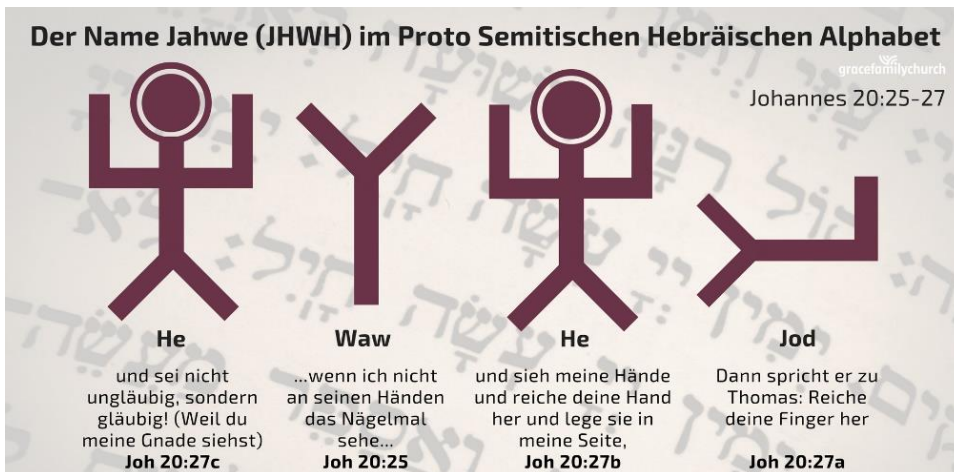 Der Name Jahwe (JHWH) im Proto Semitischen Hebräischen Alphabet
gracefamilychurch
Johannes 20:25-27
He
und sei nicht
ungläubig, sondern
gläubig! (Weil du
meine Gnade siehst)
Joh 20:27c
Waw
...wenn ich nicht
an seinen Händen
das Nägelmal
sehe...
Joh 20:25
He
und sieh meine Hände
und reiche deine Hand
her und lege sie in
meine Seite,
Joh 20:27b
Jod
Dann spricht er zu
Thomas: Reiche
deine Finger her
Joh 20:27a